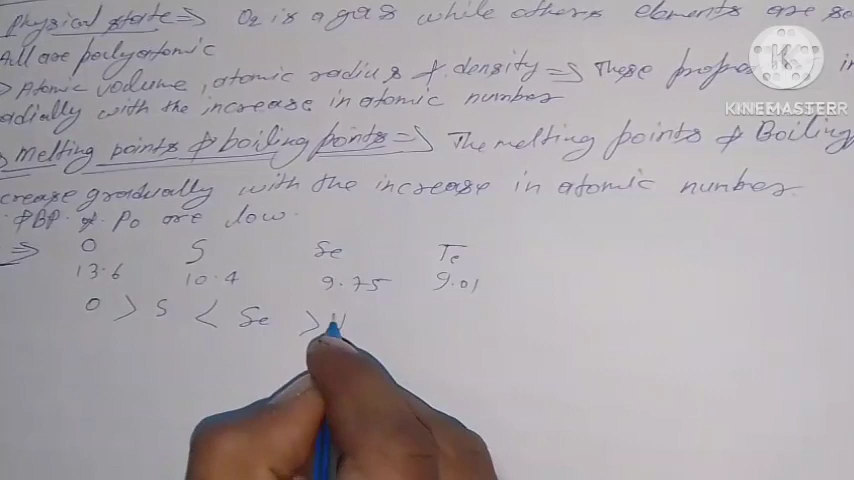 Physical state => O2 is a gas while others elements are so
All are polyatomic
> Atomic volume, atomic radius & density => These prope in
adially with the increase in atomic number
K
KINEMASTERR
> Melting points & boiling points => The melting points & Boiling
crease gradually with the increase in atomic number.
& BP. of Po are low.
=> O S Se Te
13.6 10.4 9.75 9.01
O > S < Se >